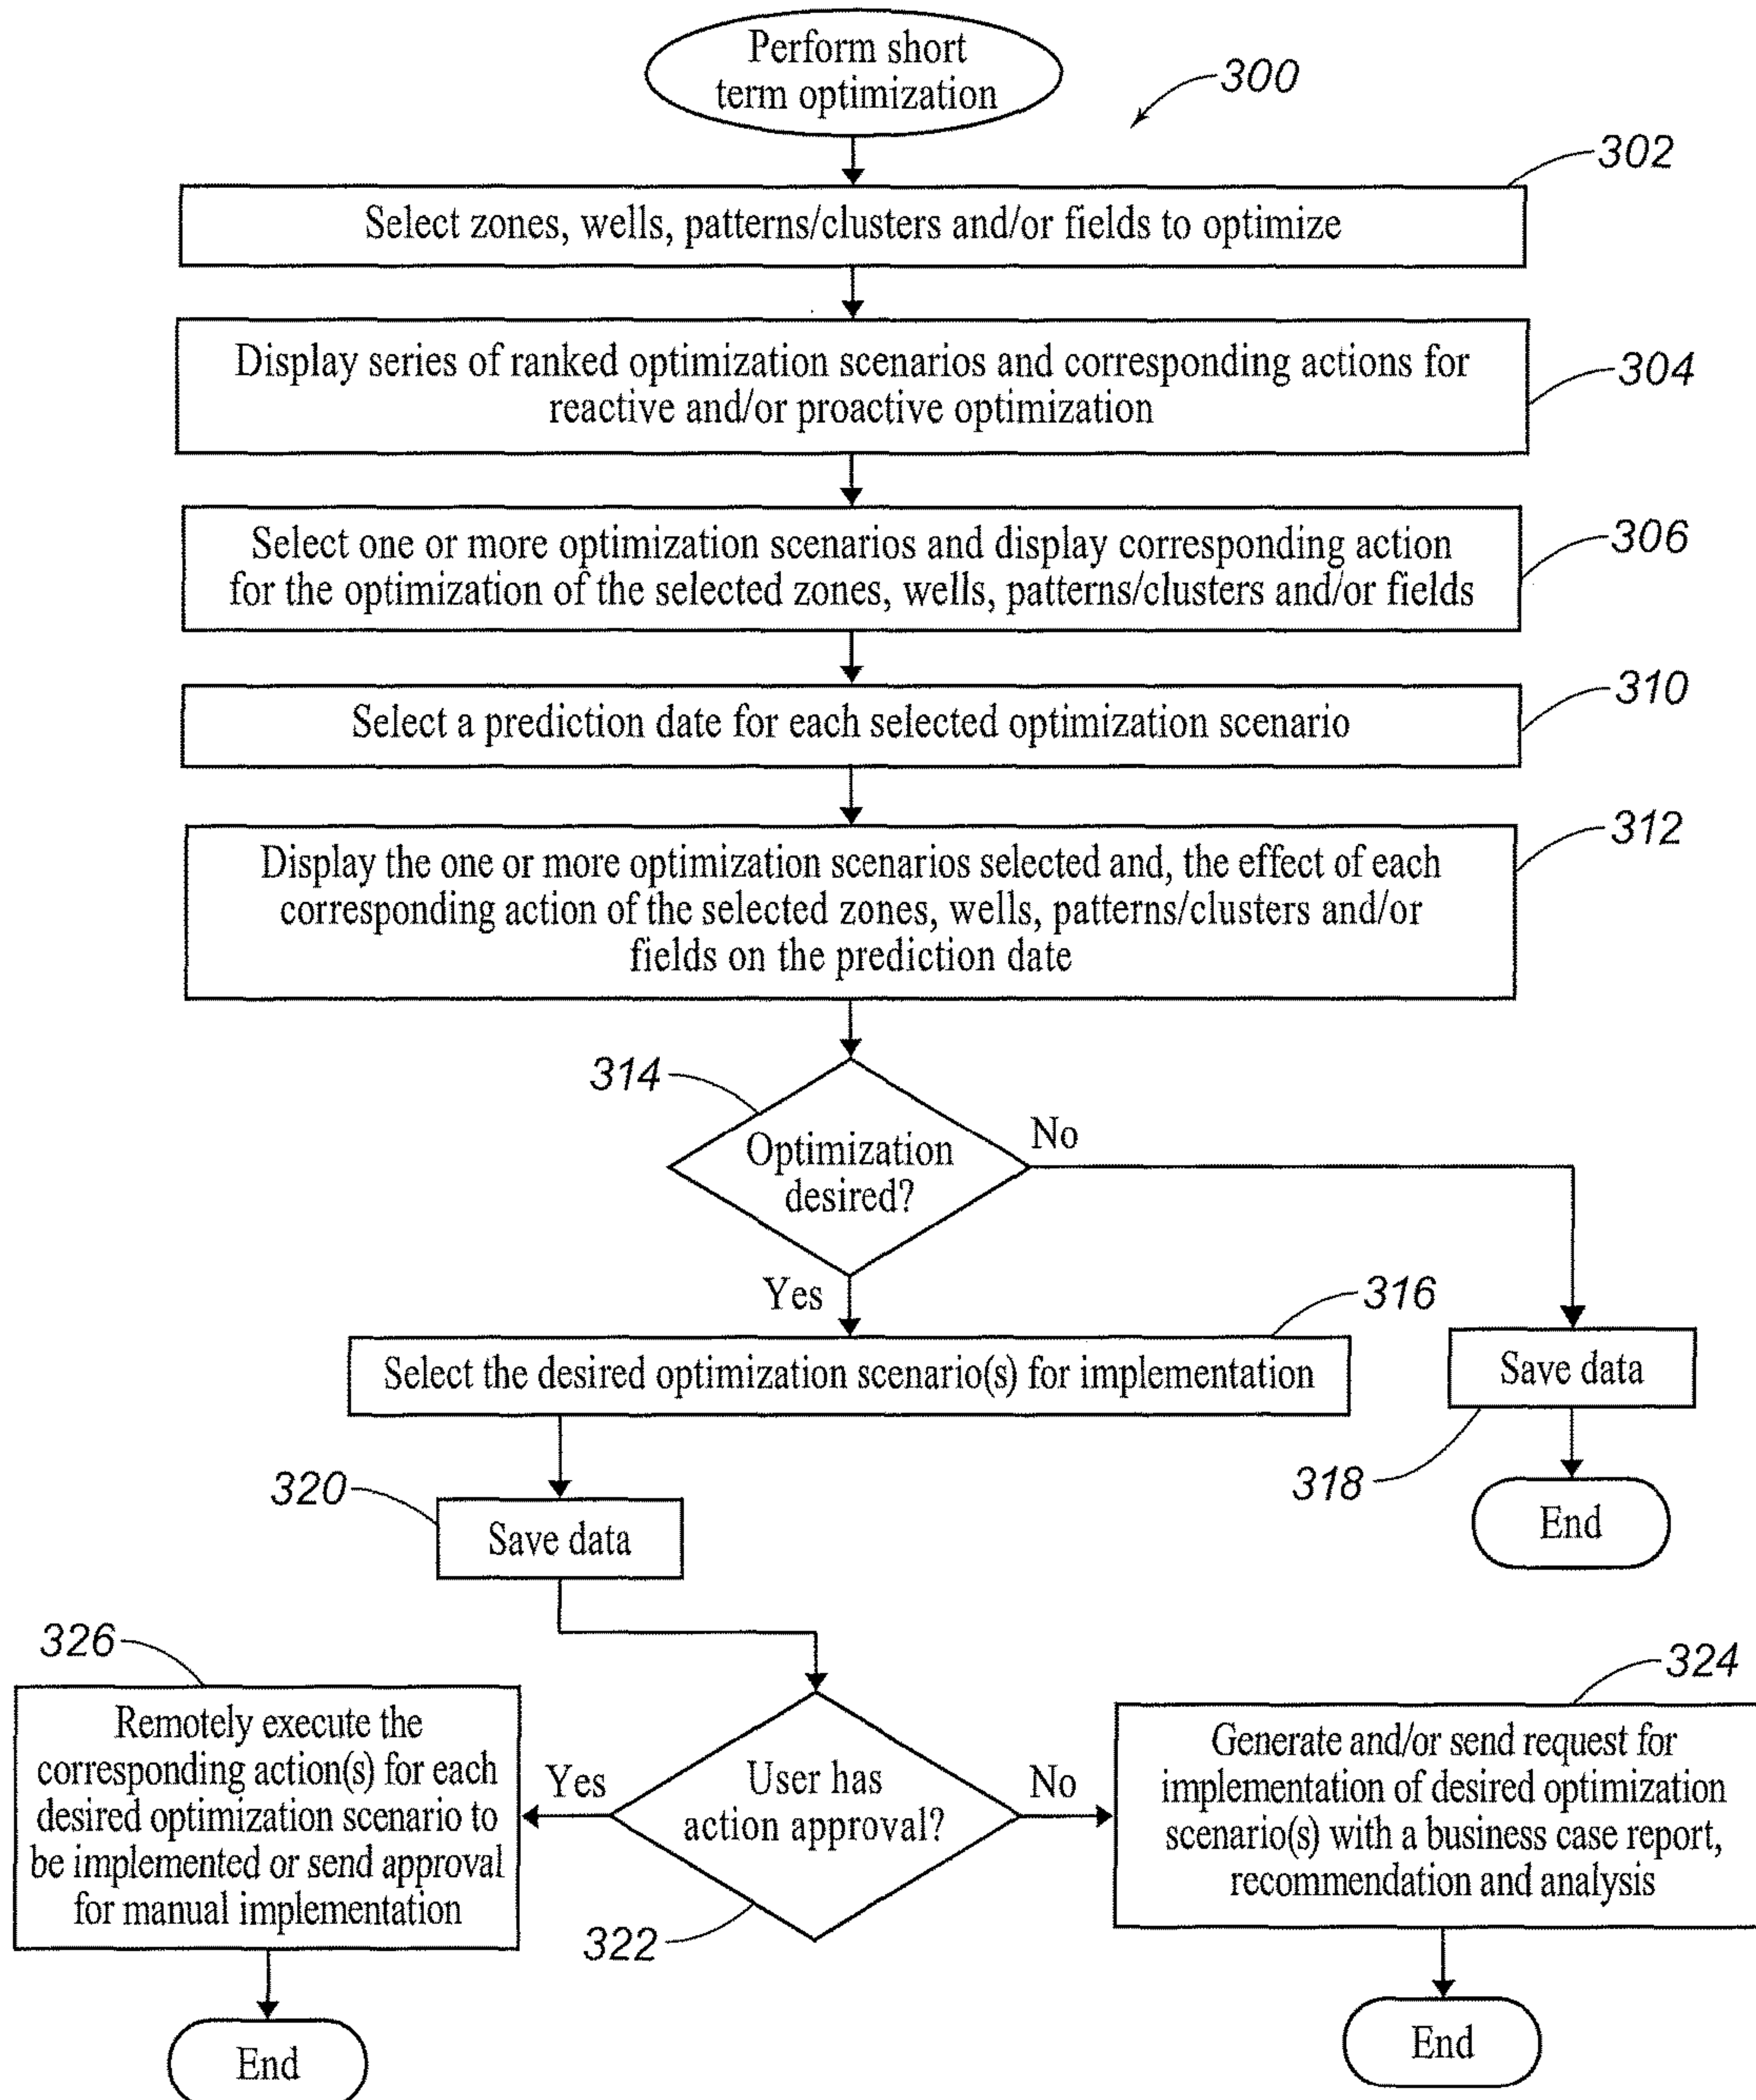 Perform short
term optimization
300
302
Select zones, wells, patterns/clusters and/or fields to optimize
Display series of ranked optimization scenarios and corresponding actions for
reactive and/or proactive optimization
304
Select one or more optimization scenarios and display corresponding action
for the optimization of the selected zones, wells, patterns/clusters and/or fields
306
Select a prediction date for each selected optimization scenario
310
Display the one or more optimization scenarios selected and, the effect of each
corresponding action of the selected zones, wells, patterns/clusters and/or
fields on the prediction date
312
314
Optimization
desired?
No
Yes
316
Select the desired optimization scenario(s) for implementation
Save data
318
End
320
Save data
326
Remotely execute the
corresponding action(s) for each
desired optimization scenario to
be implemented or send approval
for manual implementation
Yes
User has
action approval?
No
322
324
Generate and/or send request for
implementation of desired optimization
scenario(s) with a business case report,
recommendation and analysis
End
End